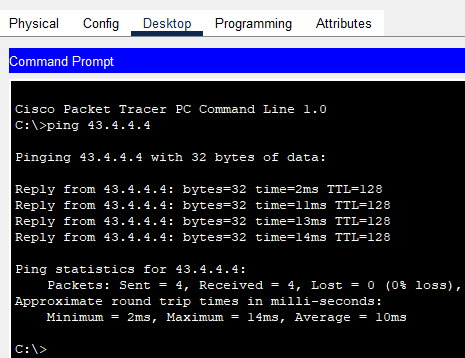 Physical Config Desktop Programming Attributes
Command Prompt
Cisco Packet Tracer PC Command Line 1.0
C:\>ping 43.4.4.4
Pinging 43.4.4.4 with 32 bytes of data:
Reply from 43.4.4.4: bytes=32 time=2ms TTL=128
Reply from 43.4.4.4: bytes=32 time=11ms TTL=128
Reply from 43.4.4.4: bytes=32 time=13ms TTL=128
Reply from 43.4.4.4: bytes=32 time=14ms TTL=128
Ping statistics for 43.4.4.4:
Packets: Sent = 4, Received = 4, Lost = 0 (0% loss),
Approximate round trip times in milli-seconds:
Minimum = 2ms, Maximum = 14ms, Average = 10ms
C:\>